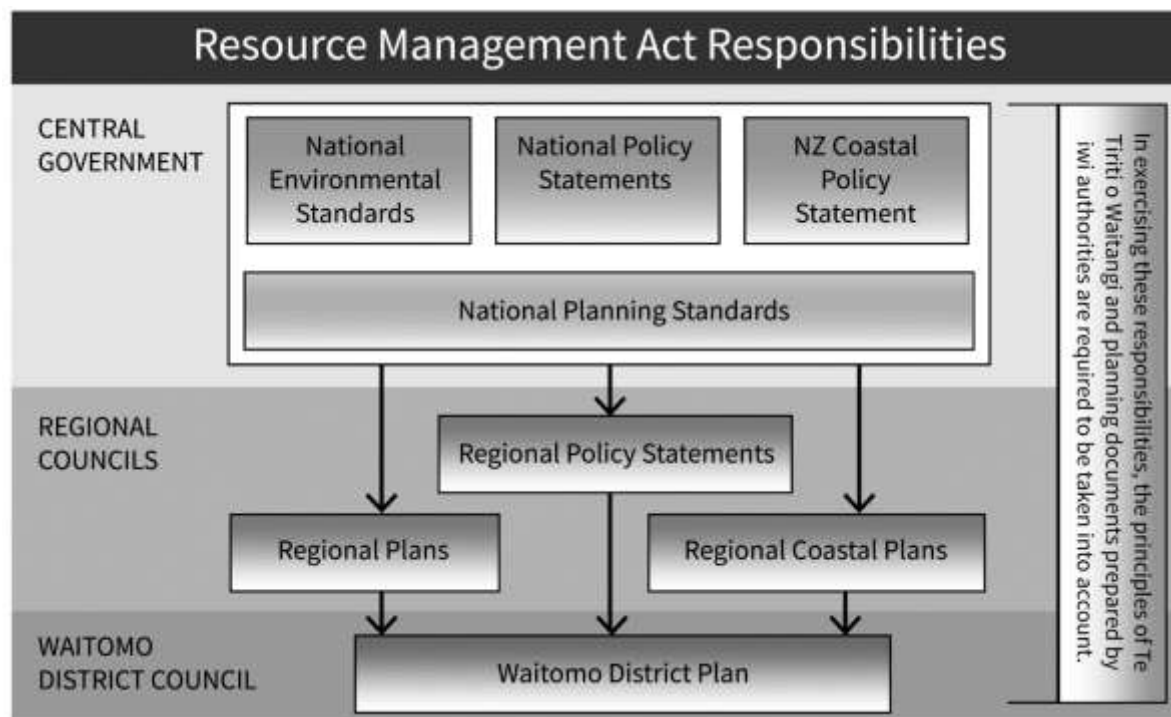 Resource Management Act Responsibilities
CENTRAL
GOVERNMENT
National
Environmental
Standards
National Policy
Statements
NZ Coastal
Policy
Statement
National Planning Standards
REGIONAL
COUNCILS
Regional Policy Statements
Regional Plans
Regional Coastal Plans
WAITOMO
DISTRICT COUNCIL
Waitomo District Plan
In exercising these responsibilities, the principles of Te
Tiriti o Waitangi and planning documents prepared by
iwi authorities are required to be taken into account.